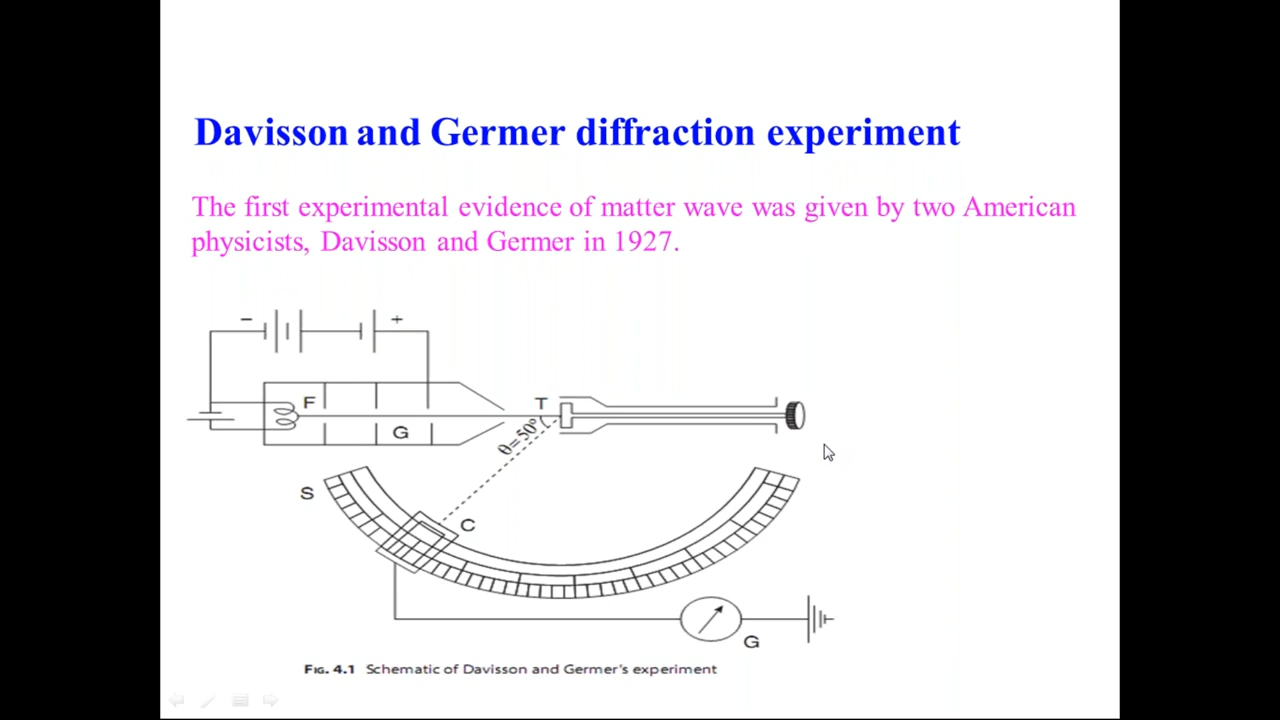 Davisson and Germer diffraction experiment
The first experimental evidence of matter wave was given by two American
physicists, Davisson and Germer in 1927.
− +
F
T
G
θ=50°
S
C
G
FIG. 4.1 Schematic of Davisson and Germer's experiment